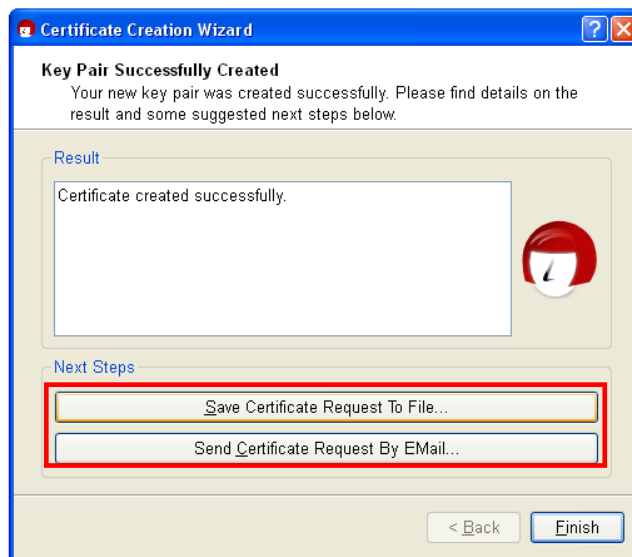 Certificate Creation Wizard
Key Pair Successfully Created
Your new key pair was created successfully. Please find details on the
result and some suggested next steps below.
Result
Certificate created successfully.
Next Steps
Save Certificate Request To File...
Send Certificate Request By EMail...
< Back
Finish